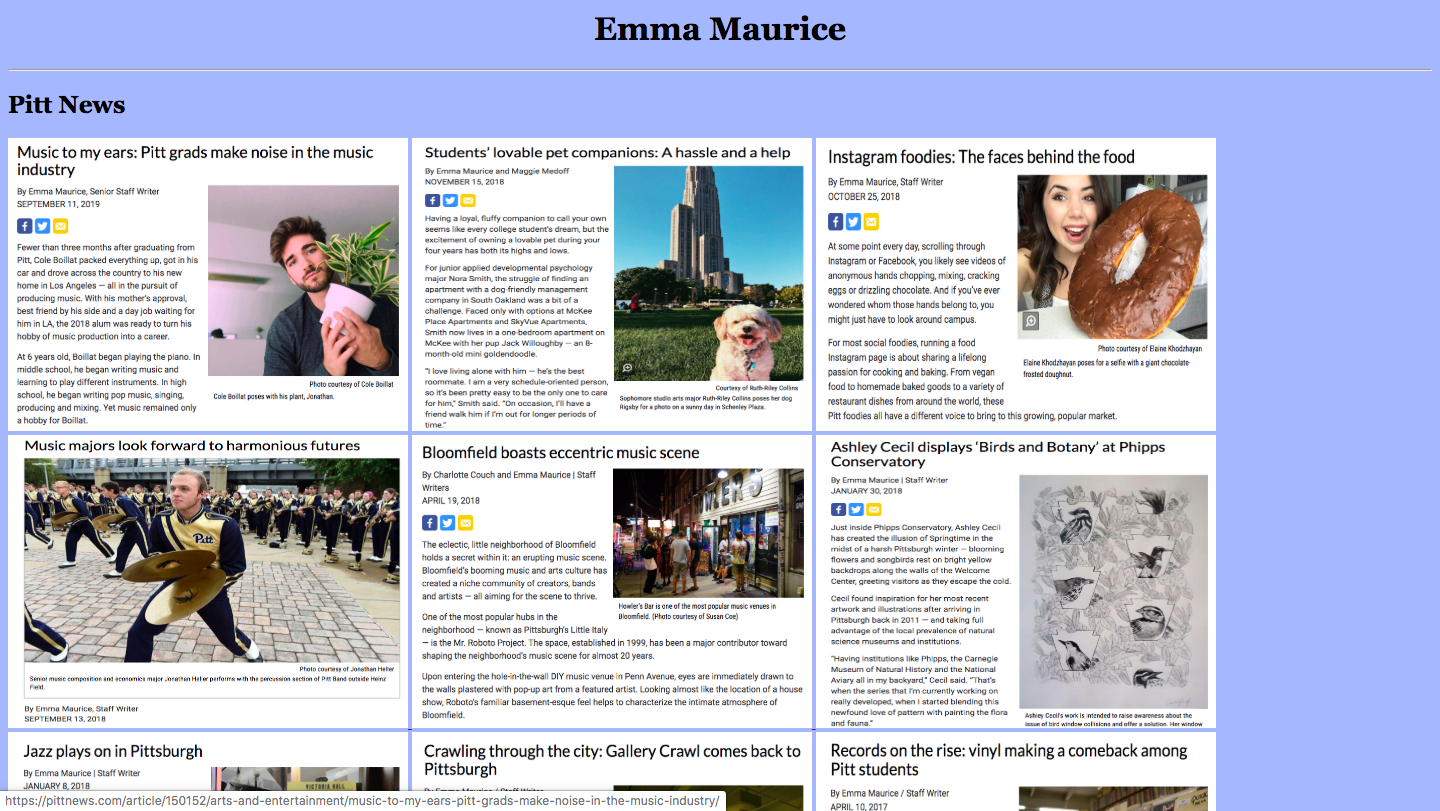 Emma Maurice
Pitt News
Music to my ears: Pitt grads make noise in the music
industry
By Emma Maurice, Senior Staff Writer
SEPTEMBER 11, 2019
Fewer than three months after graduating from
Pitt, Cole Boillat packed everything up, got in his
car and drove across the country to his new
home in Los Angeles — all in the pursuit of
producing music. With his mother's approval,
best friend by his side and a day job waiting for
him in LA, the 2018 alum was ready to turn his
hobby of music production into a career.
At 6 years old, Boillat began playing the piano. In
middle school, he began writing music and
learning to play different instruments. In high
school, he began writing pop music, singing,
producing and mixing. Yet music remained only
a hobby for Boillat.
Photo courtesy of Cole Boillat
Cole Boillat poses with his plant, Jonathan.
Students' lovable pet companions: A hassle and a help
By Emma Maurice and Maggie Medoff
NOVEMBER 15, 2018
Having a loyal, fluffy companion to call your own
seems like every college student's dream, but the
excitement of owning a lovable pet during your
four years has both its highs and lows.
For junior applied developmental psychology
major Nora Smith, the struggle of finding an
apartment with a dog-friendly management
company in South Oakland was a bit of a
challenge. Faced only with options at McKee
Place Apartments and SkyVue Apartments,
Smith now lives in a one-bedroom apartment on
McKee with her pup Jack Willoughby — an 8-
month-old mini goldendoodle.
"I love living alone with him — he's the best
roommate. I am a very schedule-oriented person,
so it's been pretty easy to be the only one to care
for him," Smith said. "On occasion, I'll have a
friend walk him if I'm out for longer periods of
time."
Courtesy of Ruth-Riley Collins
Sophomore studio arts major Ruth-Riley Collins poses her dog
Rigsby for a photo on a sunny day in Schenley Plaza.
Instagram foodies: The faces behind the food
By Emma Maurice, Staff Writer
OCTOBER 25, 2018
At some point every day, scrolling through
Instagram or Facebook, you likely see videos of
anonymous hands chopping, mixing, cracking
eggs or drizzling chocolate. And if you've ever
wondered whom those hands belong to, you
might just have to look around campus.
For most social foodies, running a food
Instagram page is about sharing a lifelong
passion for cooking and baking. From vegan
food to homemade baked goods to a variety of
restaurant dishes from around the world, these
Pitt foodies all have a different voice to bring to this growing, popular market.
Photo courtesy of Elaine Khodzhayan
Elaine Khodzhayan poses for a selfie with a giant chocolate-
frosted doughnut.
Music majors look forward to harmonious futures
Pitt
Photo courtesy of Jonathan Heller
Senior music composition and economics major Jonathan Heller performs with the percussion section of Pitt Band outside Heinz
Field.
By Emma Maurice, Staff Writer
SEPTEMBER 13, 2018
Bloomfield boasts eccentric music scene
By Charlotte Couch and Emma Maurice | Staff
Writers
APRIL 19, 2018
The eclectic, little neighborhood of Bloomfield
holds a secret within it: an erupting music scene.
Bloomfield's booming music and arts culture has
created a niche community of creators, bands
and artists — all aiming for the scene to thrive.
One of the most popular hubs in the
neighborhood — known as Pittsburgh's Little Italy
— is the Mr. Roboto Project. The space, established in 1999, has been a major contributor toward
shaping the neighborhood's music scene for almost 20 years.
Upon entering the hole-in-the-wall DIY music venue in Penn Avenue, eyes are immediately drawn to
the walls plastered with pop-up art from a featured artist. Looking almost like the location of a house
show, Roboto's familiar basement-esque feel helps to characterize the intimate atmosphere of
Bloomfield.
Howler's Bar is one of the most popular music venues in
Bloomfield. (Photo courtesy of Susan Coe)
Ashley Cecil displays 'Birds and Botany' at Phipps
Conservatory
By Emma Maurice | Staff Writer
JANUARY 30, 2018
Just inside Phipps Conservatory, Ashley Cecil
has created the illusion of Springtime in the
midst of a harsh Pittsburgh winter — blooming
flowers and songbirds rest on bright yellow
backdrops along the walls of the Welcome
Center, greeting visitors as they escape the cold.
Cecil found inspiration for her most recent
artwork and illustrations after arriving in
Pittsburgh back in 2011 — and taking full
advantage of the local prevalence of natural
science museums and institutions.
"Having institutions like Phipps, the Carnegie
Museum of Natural History and the National
Aviary all in my backyard," Cecil said. "That's
when the series that I'm currently working on
really developed, when I started blending this
newfound love of pattern with painting the flora
and fauna."
Ashley Cecil's work is intended to raise awareness about the
issue of bird window collisions and offer a solution. Her window
Jazz plays on in Pittsburgh
By Emma Maurice | Staff Writer
JANUARY 8, 2018
VICTORIA HALL
Crawling through the city: Gallery Crawl comes back to
Pittsburgh
Records on the rise: vinyl making a comeback among
Pitt students
By Emma Maurice / Staff Writer
APRIL 10, 2017
https://pittnews.com/article/150152/arts-and-entertainment/music-to-my-ears-pitt-grads-make-noise-in-the-music-industry/